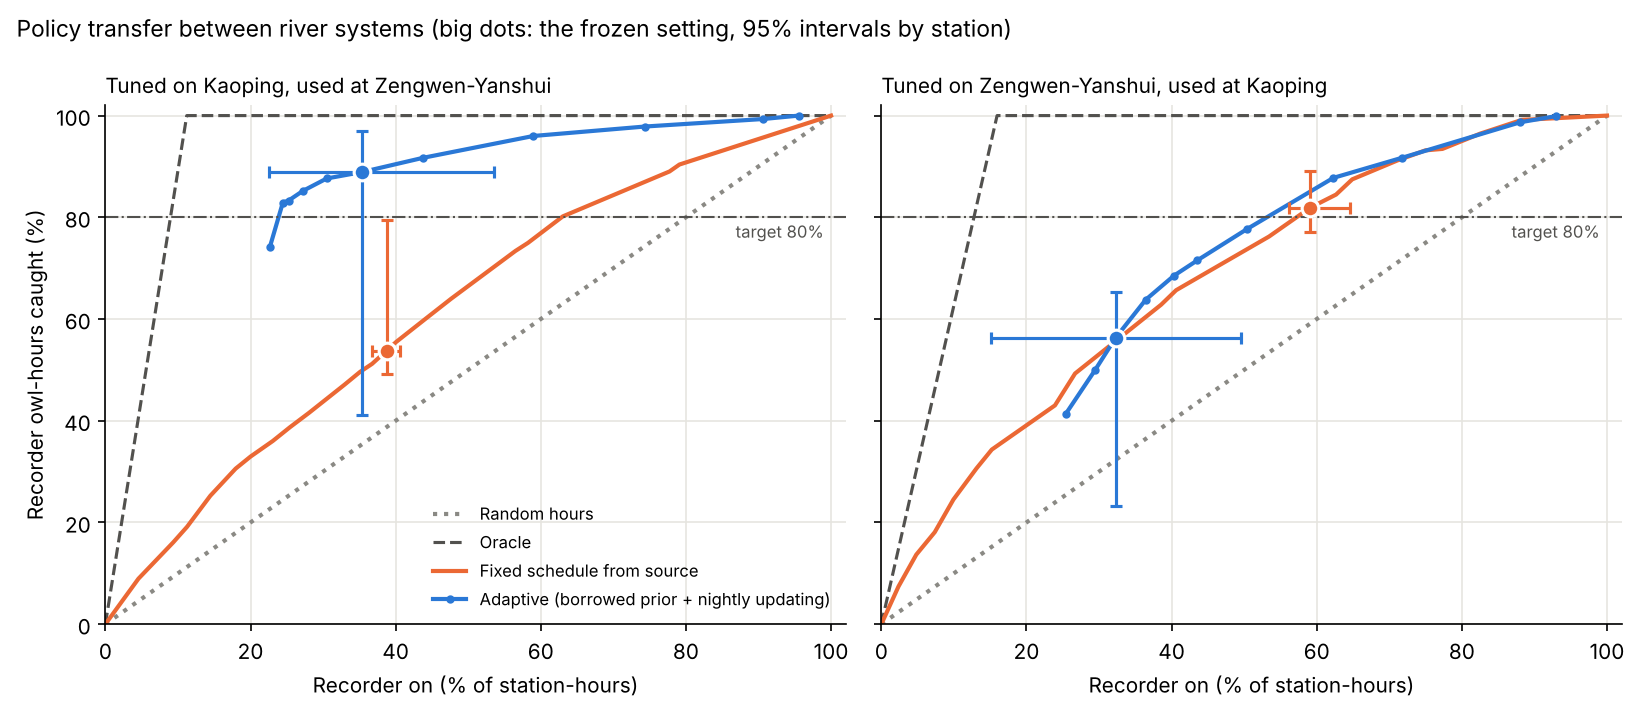 Policy transfer between river systems (big dots: the frozen setting, 95% intervals by station)
Tuned on Kaoping, used at Zengwen-Yanshui
Recorder owl-hours caught (%)
100
80
60
40
20
0
target 80%
Random hours
Oracle
Fixed schedule from source
Adaptive (borrowed prior + nightly updating)
0 20 40 60 80 100
Recorder on (% of station-hours)
Tuned on Zengwen-Yanshui, used at Kaoping
target 80%
0 20 40 60 80 100
Recorder on (% of station-hours)